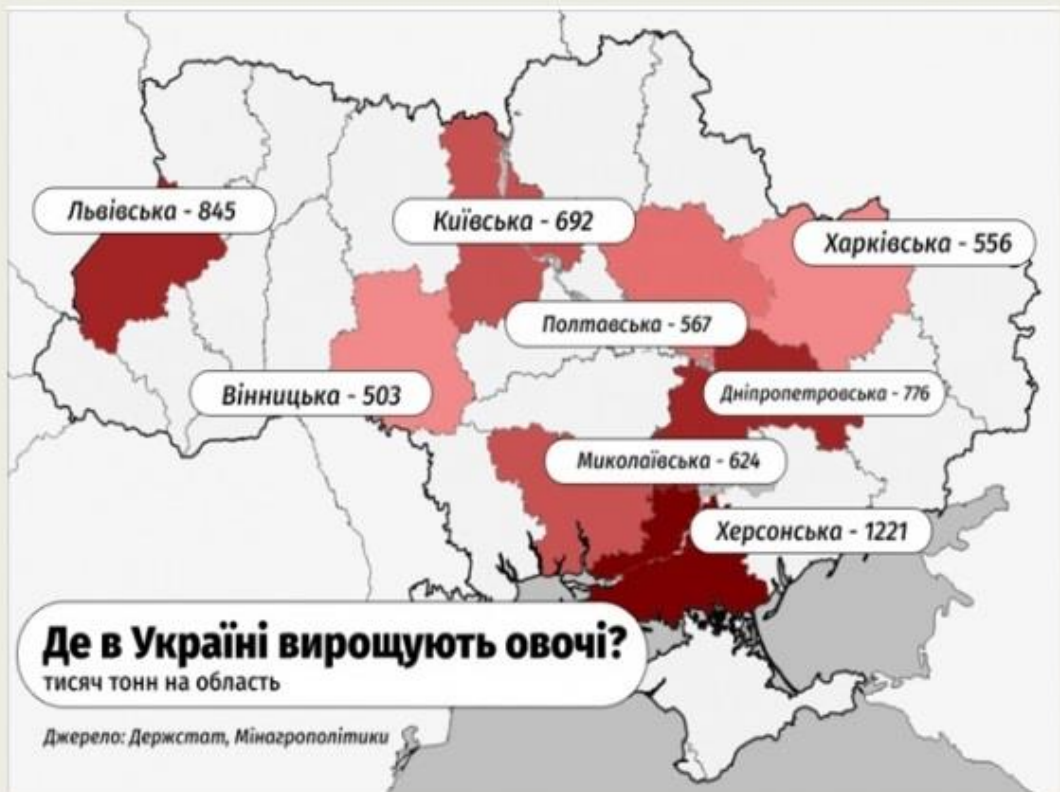 Львівська - 845
Київська - 692
Харківська - 556
Полтавська - 567
Вінницька - 503
Дніпропетровська - 776
Миколаївська - 624
Херсонська - 1221
Де в Україні вирощують овочі?
тисяч тонн на область
Джерело: Держстат, Мінагрополітики